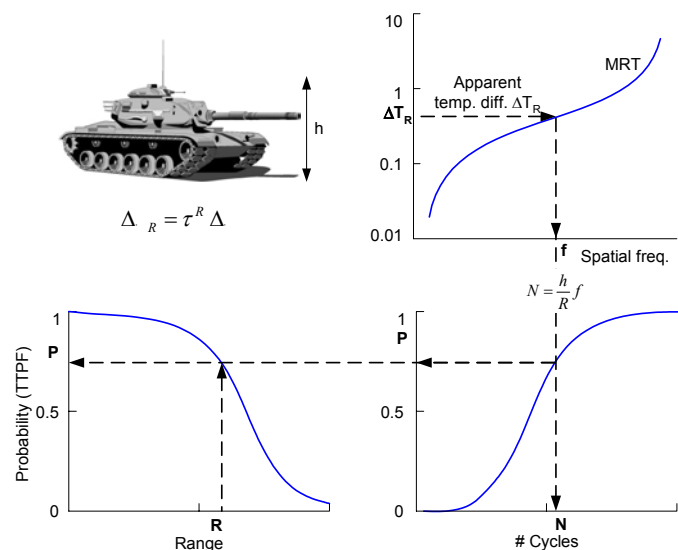 h
Δ R = τ^R Δ
10
1
0.1
0.01
ΔT_R
Apparent
temp. diff. ΔT_R
MRT
f
Spatial freq.
N = h/R f
1
P
0.5
0
Probability (TTPF)
R
Range
1
P
0.5
0
N
# Cycles